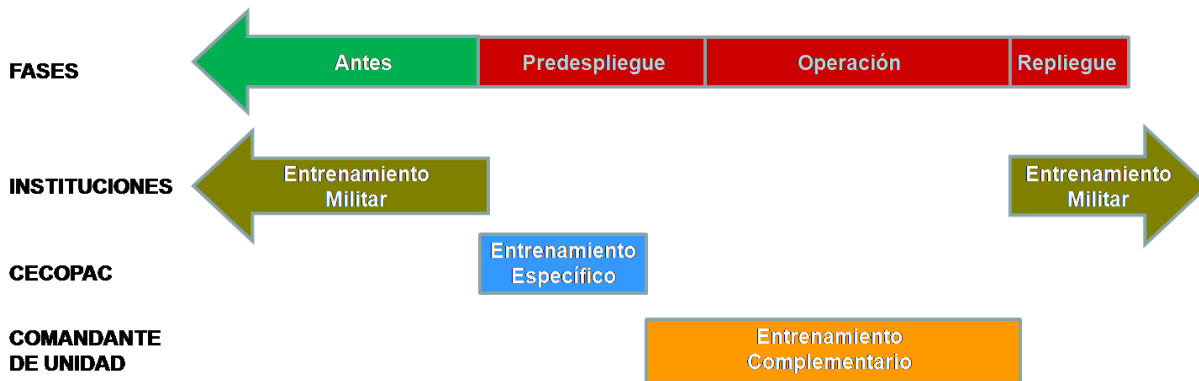 FASES
Antes
Predespliegue
Operación
Repliegue
INSTITUCIONES
Entrenamiento
Militar
Entrenamiento
Militar
CECOPAC
Entrenamiento
Específico
COMANDANTE
DE UNIDAD
Entrenamiento
Complementario